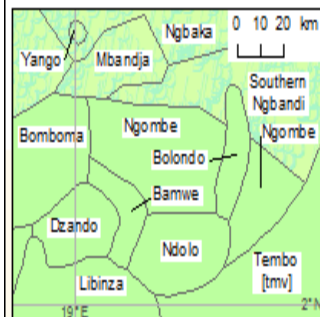 0 10 20 km
Ngbaka
Yango
Mbandja
Southern
Ngbandi
Ngombe
Ngombe
Bomboma
Bolondo
Bamwe
Dzando
Ndolo
Tembo
[tmv]
Libinza
19°E
2°N